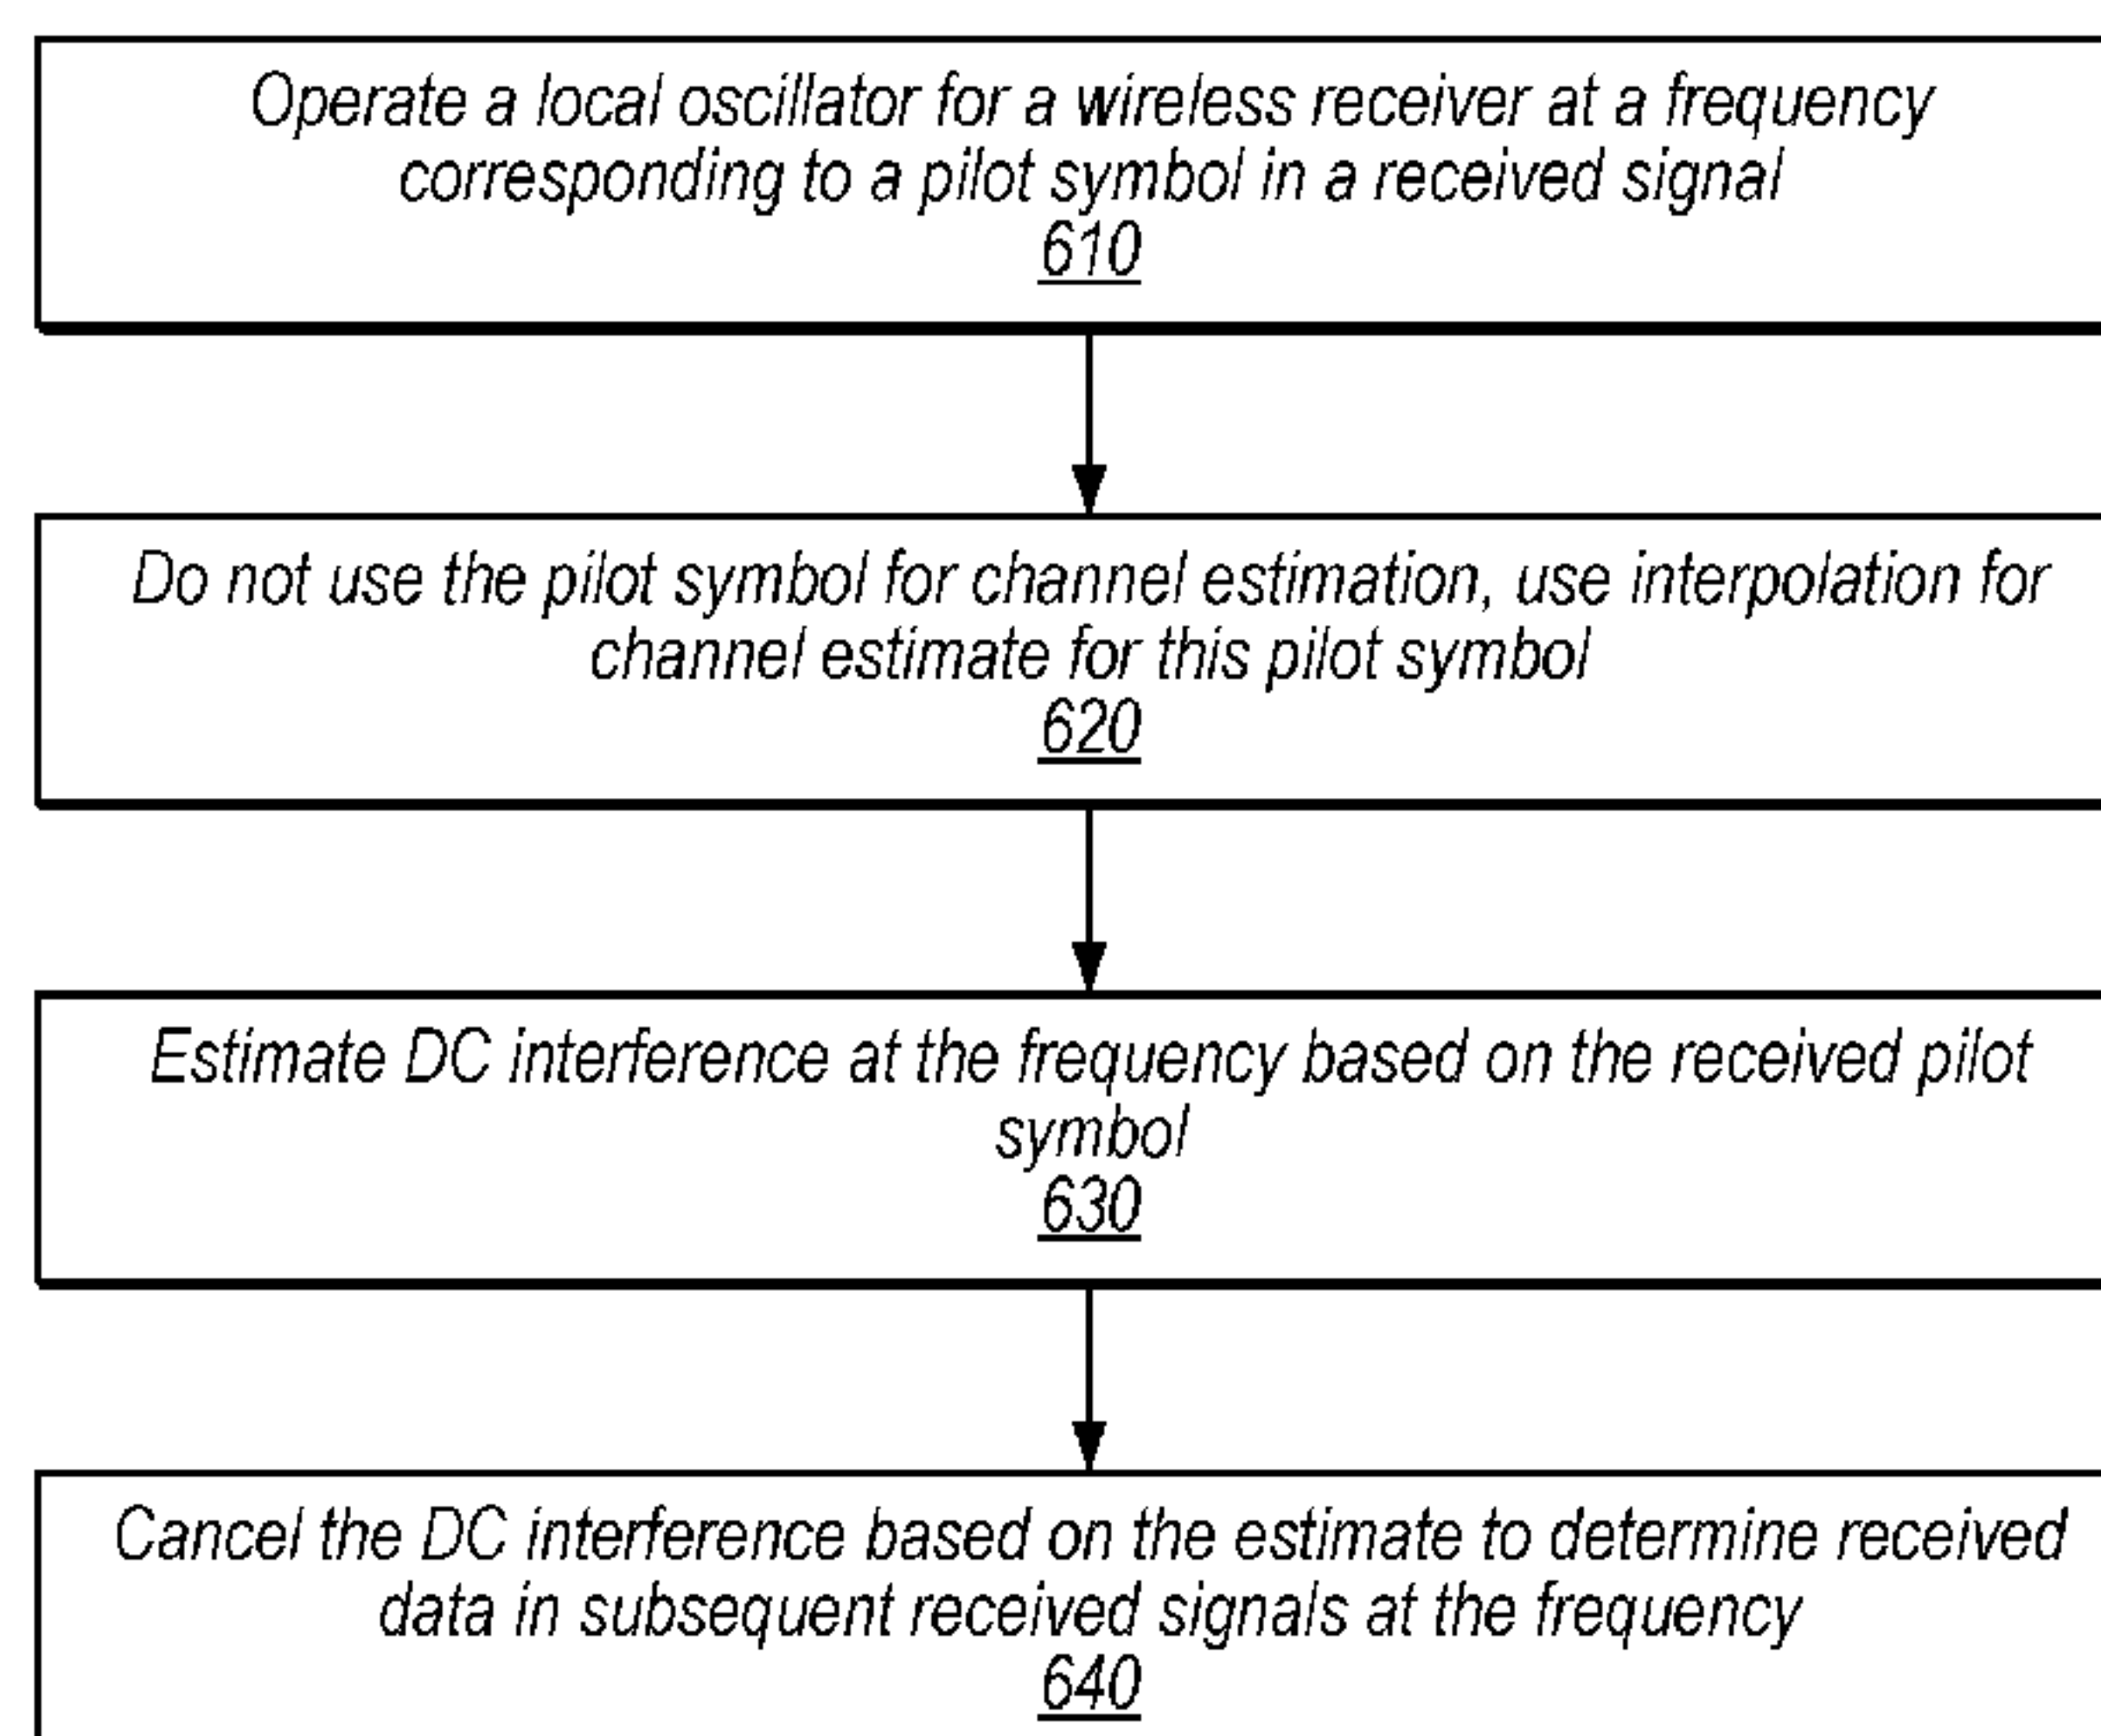 Operate a local oscillator for a wireless receiver at a frequency
corresponding to a pilot symbol in a received signal
610
Do not use the pilot symbol for channel estimation, use interpolation for
channel estimate for this pilot symbol
620
Estimate DC interference at the frequency based on the received pilot
symbol
630
Cancel the DC interference based on the estimate to determine received
data in subsequent received signals at the frequency
640